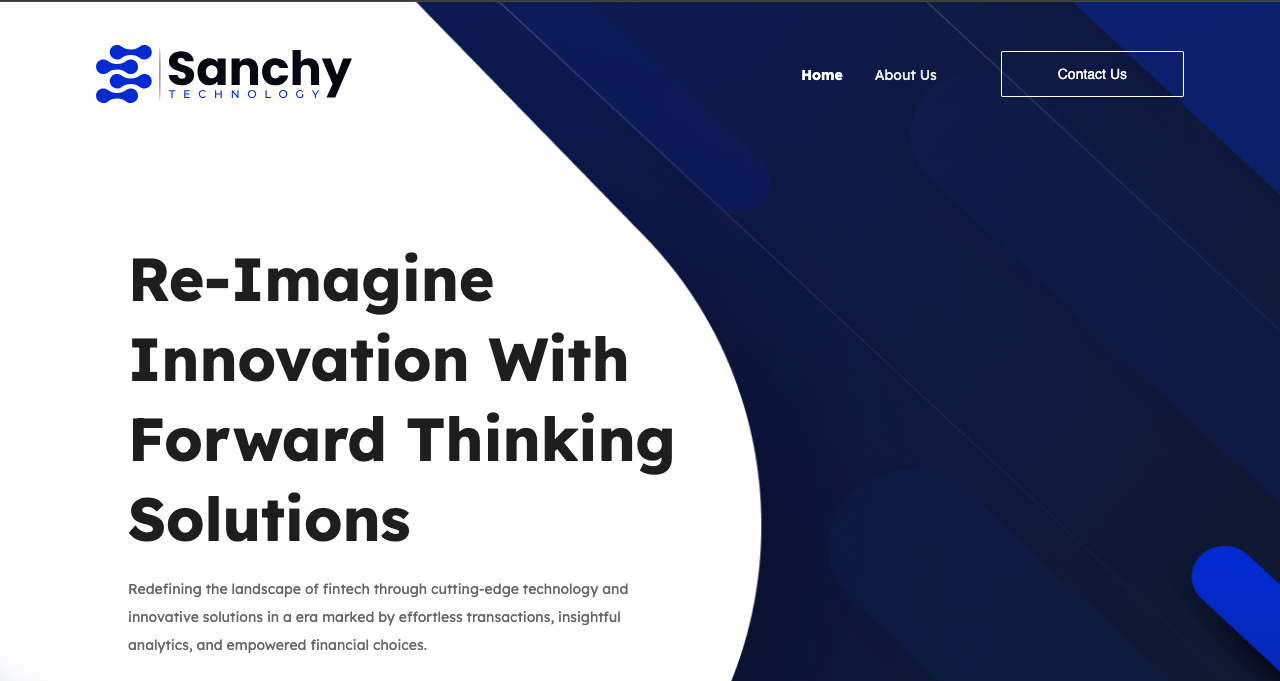 Sanchy
TECHNOLOGY
Home
About Us
Contact Us
Re-Imagine
Innovation With
Forward Thinking
Solutions
Redefining the landscape of fintech through cutting-edge technology and
innovative solutions in a era marked by effortless transactions, insightful
analytics, and empowered financial choices.